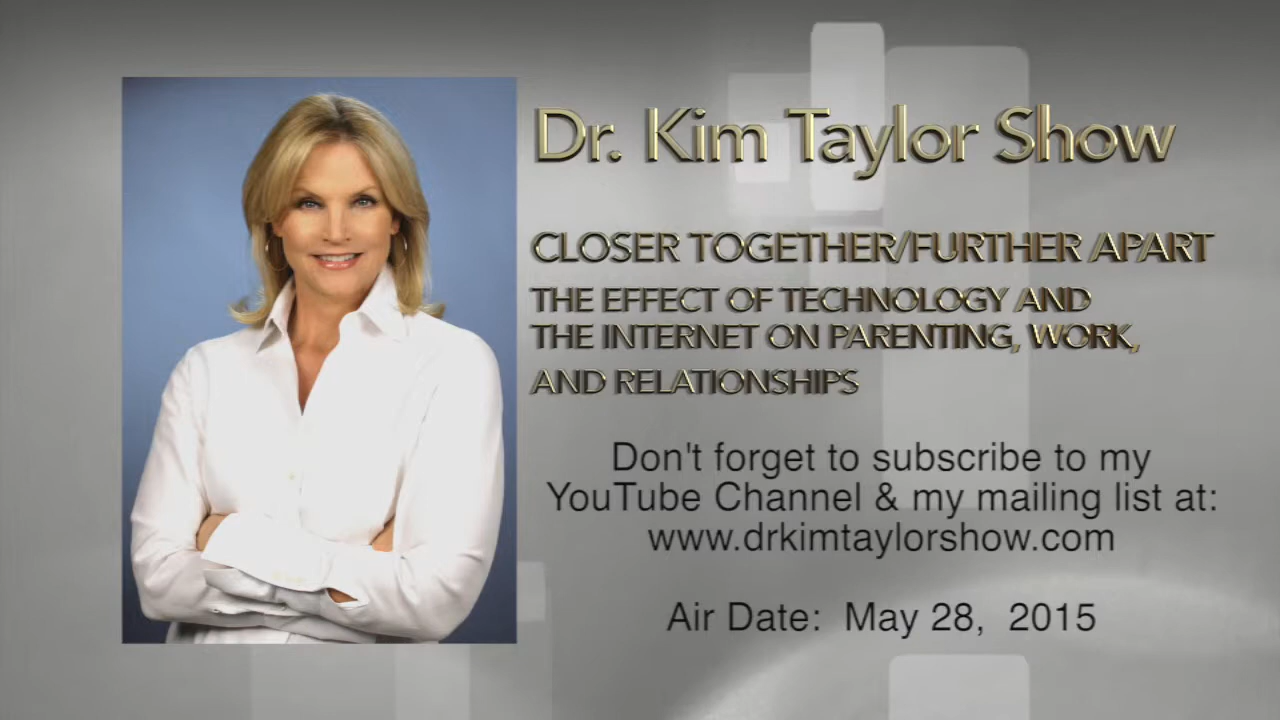 Dr. Kim Taylor Show
CLOSER TOGETHER/FURTHER APART
THE EFFECT OF TECHNOLOGY AND
THE INTERNET ON PARENTING, WORK,
AND RELATIONSHIPS
Don't forget to subscribe to my
YouTube Channel & my mailing list at:
www.drkimtaylorshow.com
Air Date: May 28, 2015